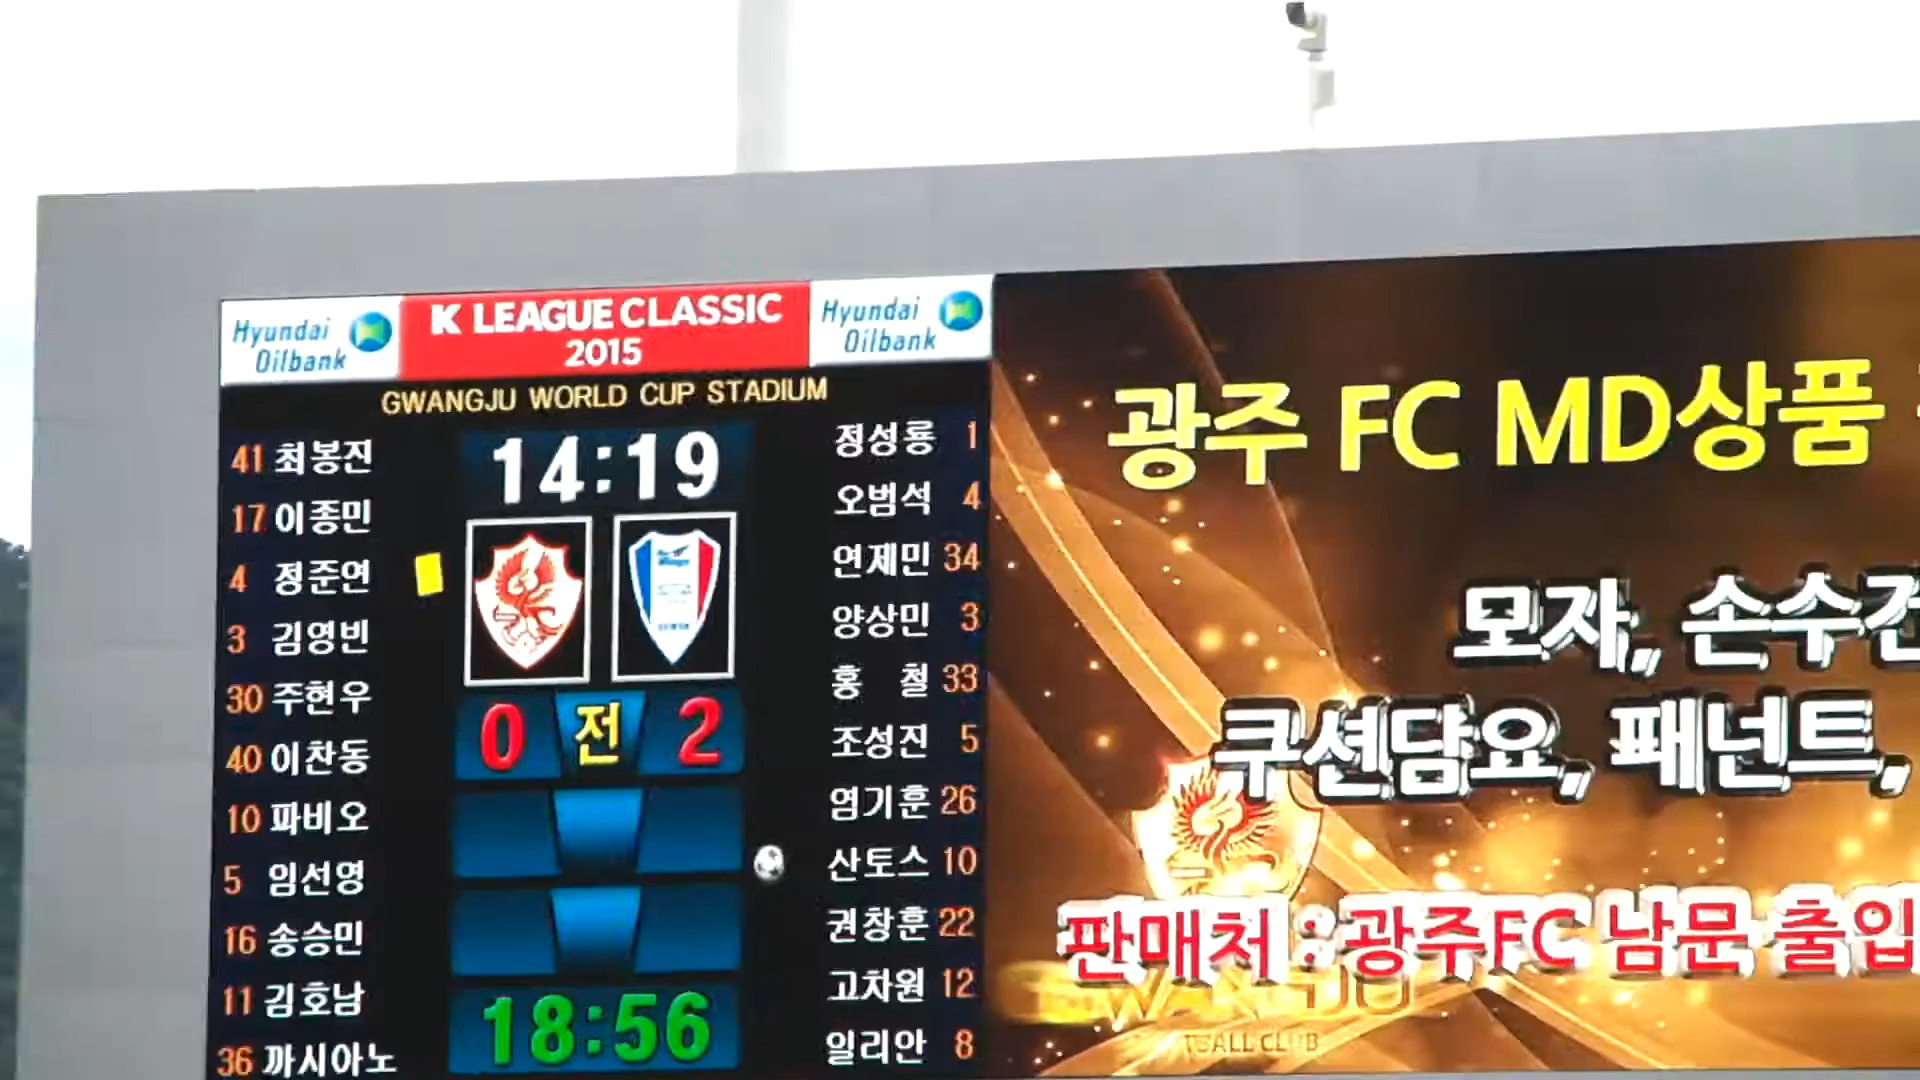 Hyundai Oilbank
K LEAGUE CLASSIC
2015
Hyundai Oilbank
GWANGJU WORLD CUP STADIUM
14:19
41 최봉진
17 이종민
4 정준연
3 김영빈
30 주현우
40 이찬동
10 파비오
5 임선영
16 송승민
11 김호남
36 까시아노
0 전 2
18:56
정성룡 1
오범석 4
연제민 34
양상민 3
홍 철 33
조성진 5
염기훈 26
산토스 10
권창훈 22
고차원 12
일리안 8
광주 FC MD상품
모자, 손수건
쿠션담요, 패넌트,
판매처 : 광주FC 남문 출입